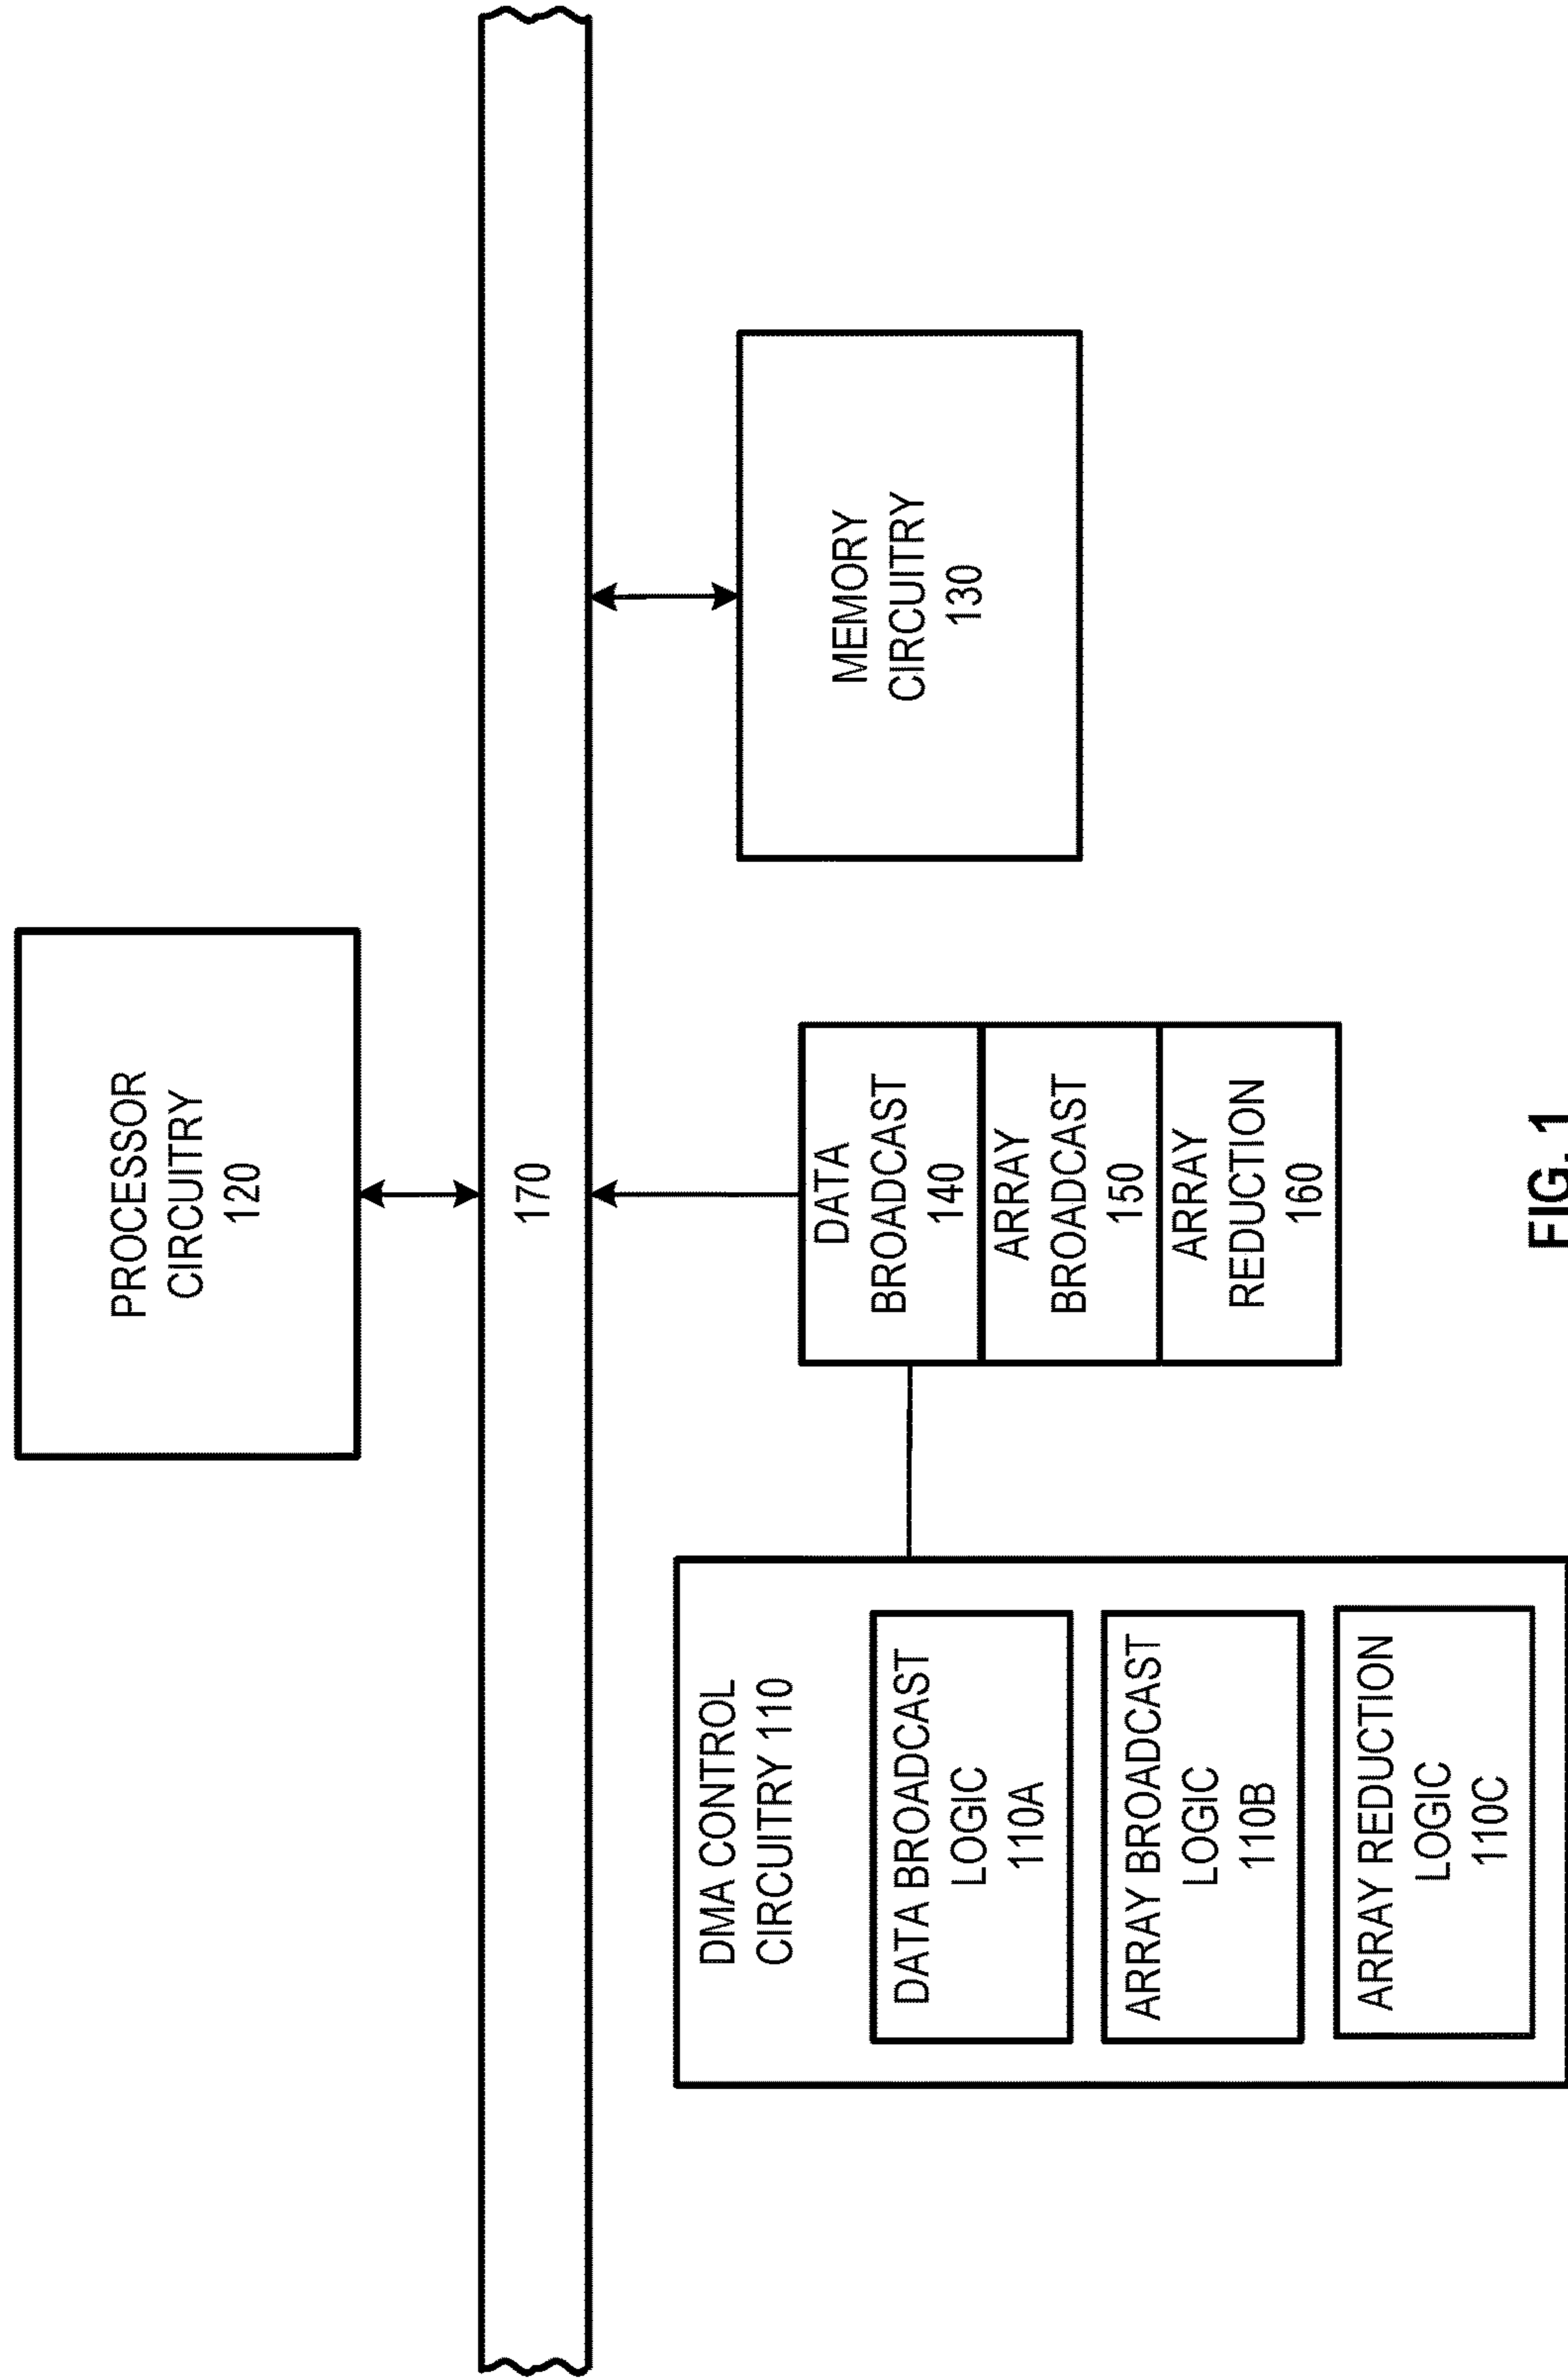 PROCESSOR
CIRCUITRY
120
170
DMA CONTROL
CIRCUITRY 110
DATA BROADCAST
LOGIC
110A
ARRAY BROADCAST
LOGIC
110B
ARRAY REDUCTION
LOGIC
110C
DATA
BROADCAST
140
ARRAY
BROADCAST
150
ARRAY
REDUCTION
160
MEMORY
CIRCUITRY
130
FIG. 1